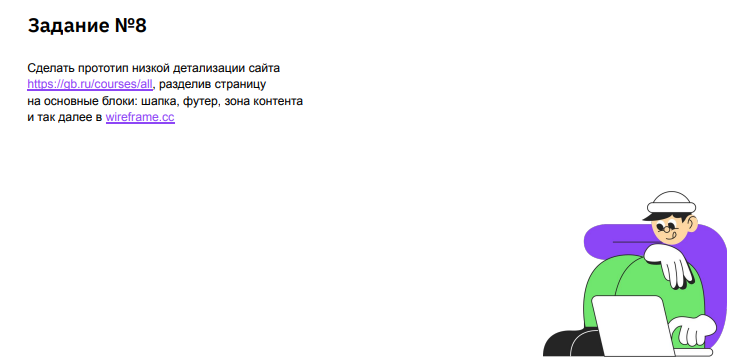 Задание №8
Сделать прототип низкой детализации сайта
https://gb.ru/courses/all, разделив страницу
на основные блоки: шапка, футер, зона контента
и так далее в wireframe.cc